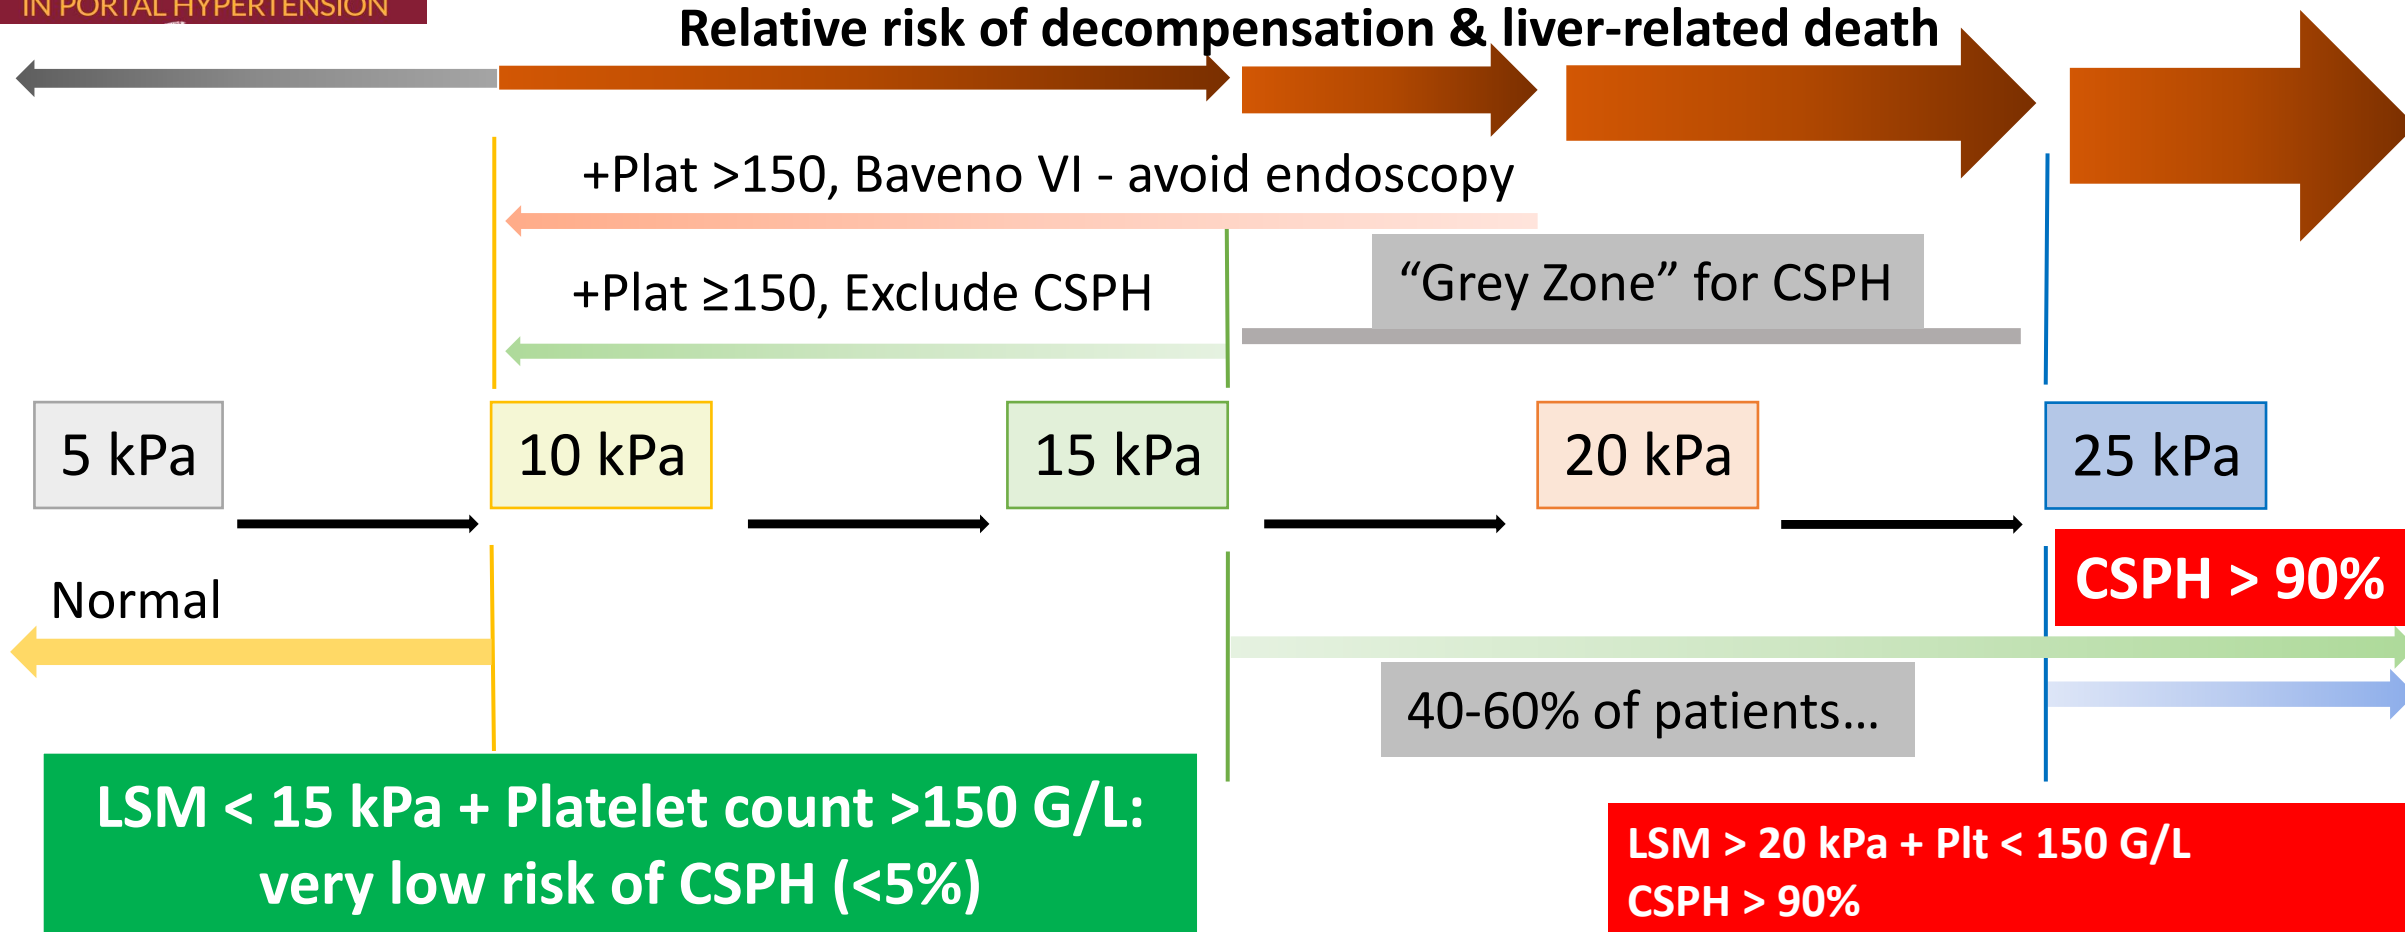 IN PORTAL HYPERTENSION
Relative risk of decompensation & liver-related death
+Plat >150, Baveno VI - avoid endoscopy
+Plat ≥150, Exclude CSPH
“Grey Zone” for CSPH
5 kPa
10 kPa
15 kPa
20 kPa
25 kPa
Normal
CSPH > 90%
40-60% of patients...
LSM < 15 kPa + Platelet count >150 G/L:
very low risk of CSPH (<5%)
LSM > 20 kPa + Plt < 150 G/L
CSPH > 90%